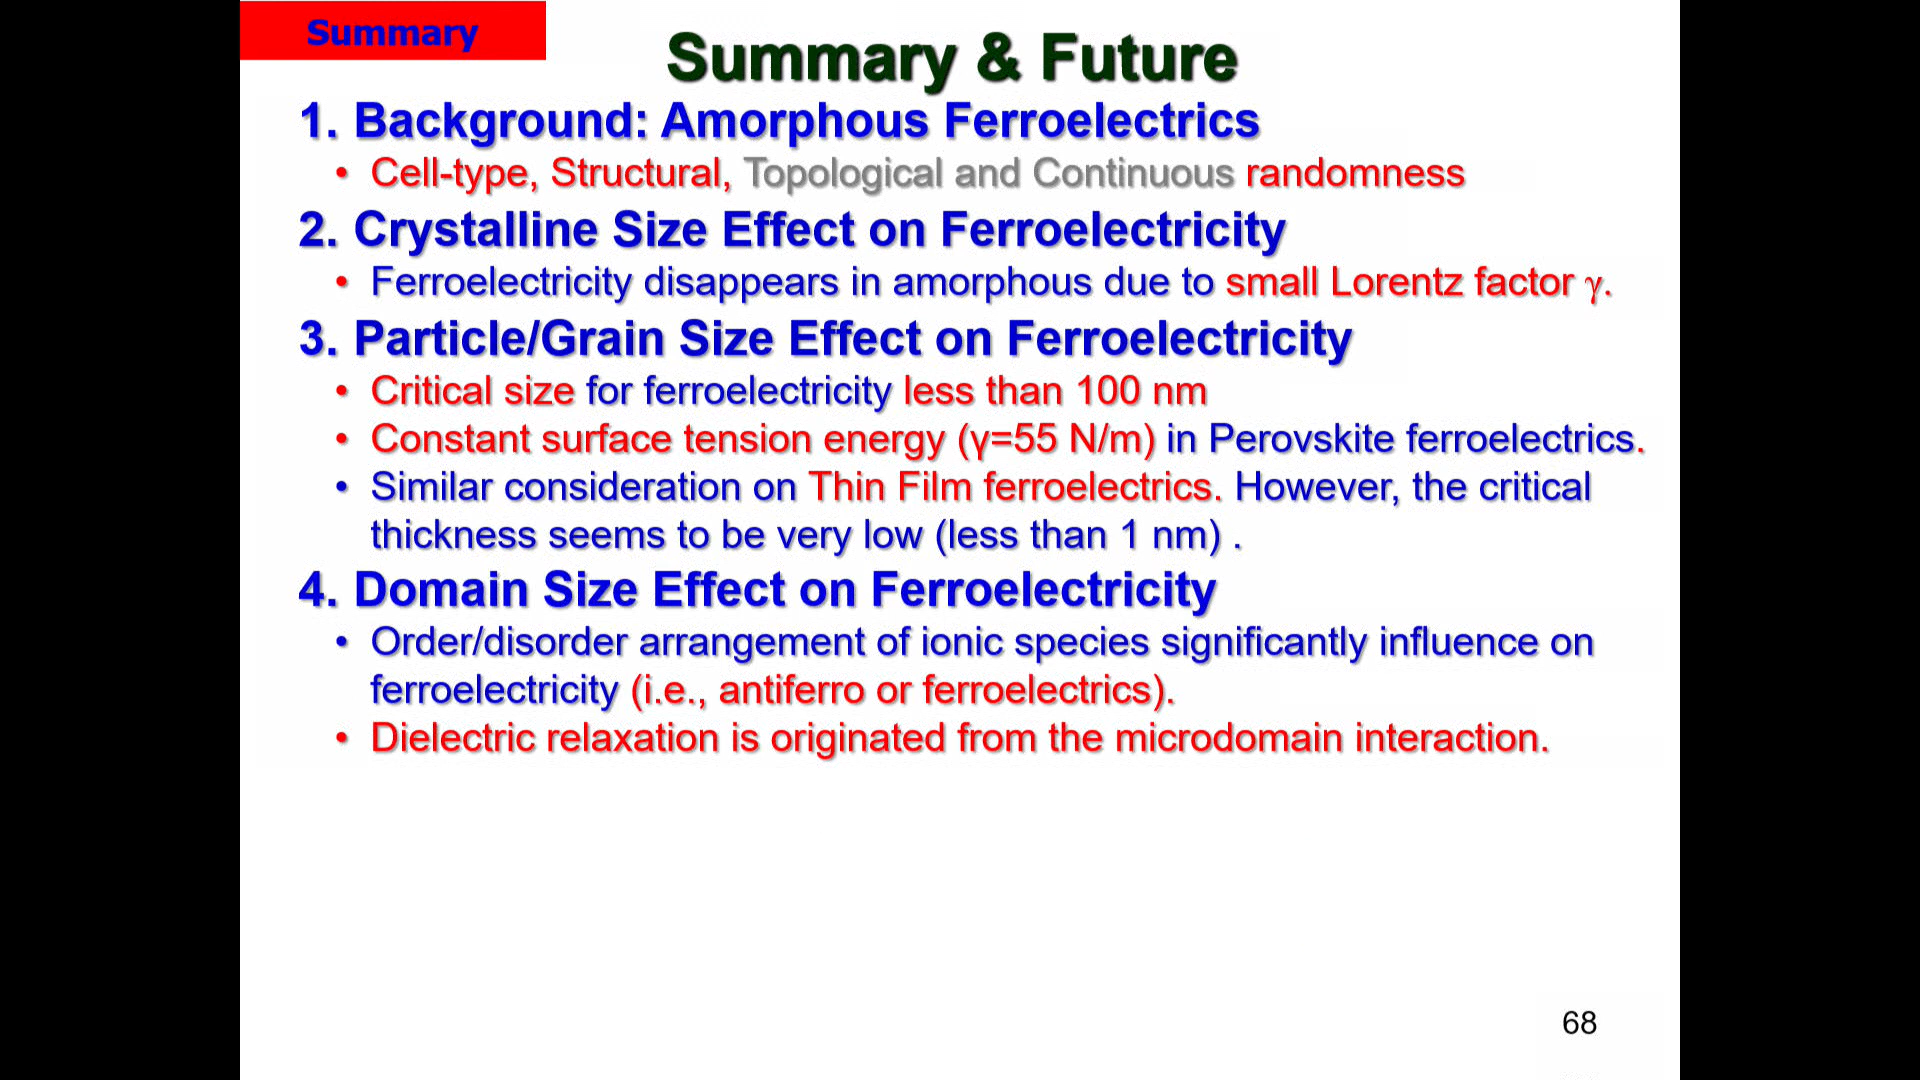 Summary
Summary & Future
1. Background: Amorphous Ferroelectrics
• Cell-type, Structural, Topological and Continuous randomness
2. Crystalline Size Effect on Ferroelectricity
• Ferroelectricity disappears in amorphous due to small Lorentz factor γ.
3. Particle/Grain Size Effect on Ferroelectricity
• Critical size for ferroelectricity less than 100 nm
• Constant surface tension energy (γ=55 N/m) in Perovskite ferroelectrics.
• Similar consideration on Thin Film ferroelectrics. However, the critical
thickness seems to be very low (less than 1 nm) .
4. Domain Size Effect on Ferroelectricity
• Order/disorder arrangement of ionic species significantly influence on
ferroelectricity (i.e., antiferro or ferroelectrics).
• Dielectric relaxation is originated from the microdomain interaction.
68